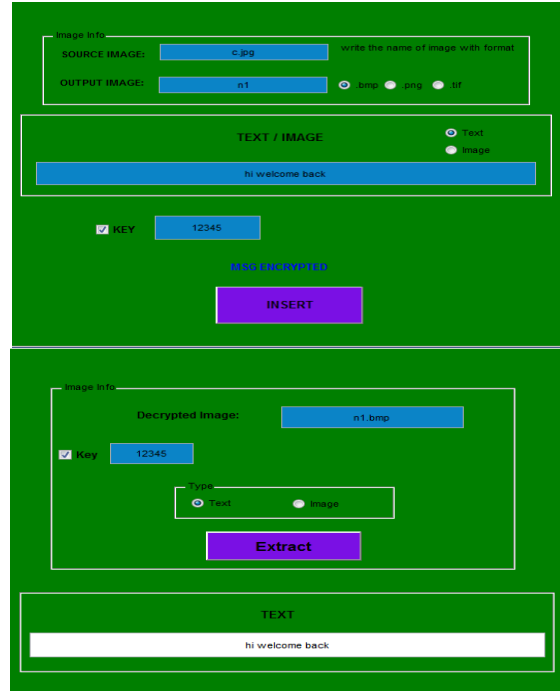 Image Info
SOURCE IMAGE: c.jpg write the name of image with format
OUTPUT IMAGE: n1 .bmp .png .tif
TEXT / IMAGE
Text
Image
hi welcome back
KEY 12345
MSG ENCRYPTED
INSERT
Image Info
Decrypted Image: n1.bmp
Key 12345
Type
Text Image
Extract
TEXT
hi welcome back